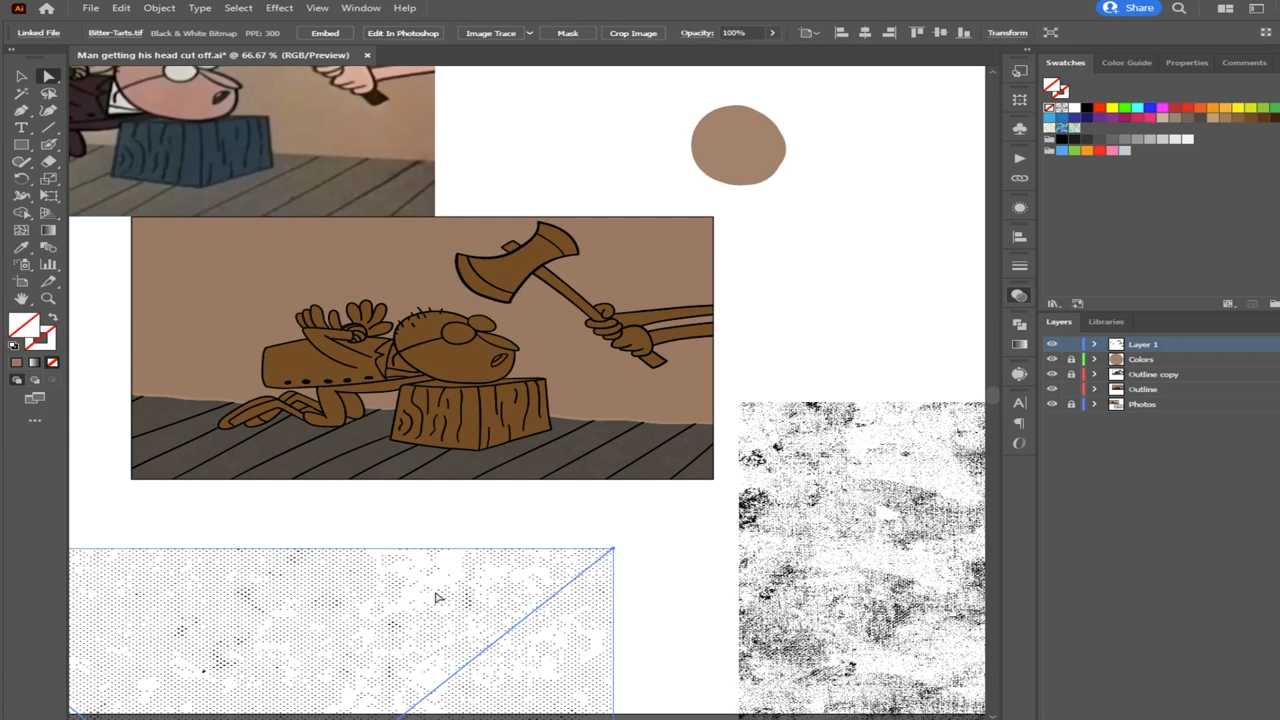 Ai File Edit Object Type Select Effect View Window Help Share
Linked File Bitter-Tarts.tif Black & White Bitmap PPI: 300 Embed Edit In Photoshop Image Trace Mask Crop Image Opacity: 100% Transform
Man getting his head cut off.ai* @ 66.67 % (RGB/Preview)
Swatches Color Guide Properties Comments
Layers Libraries
Layer 1
Colors
Outline copy
Outline
Photos